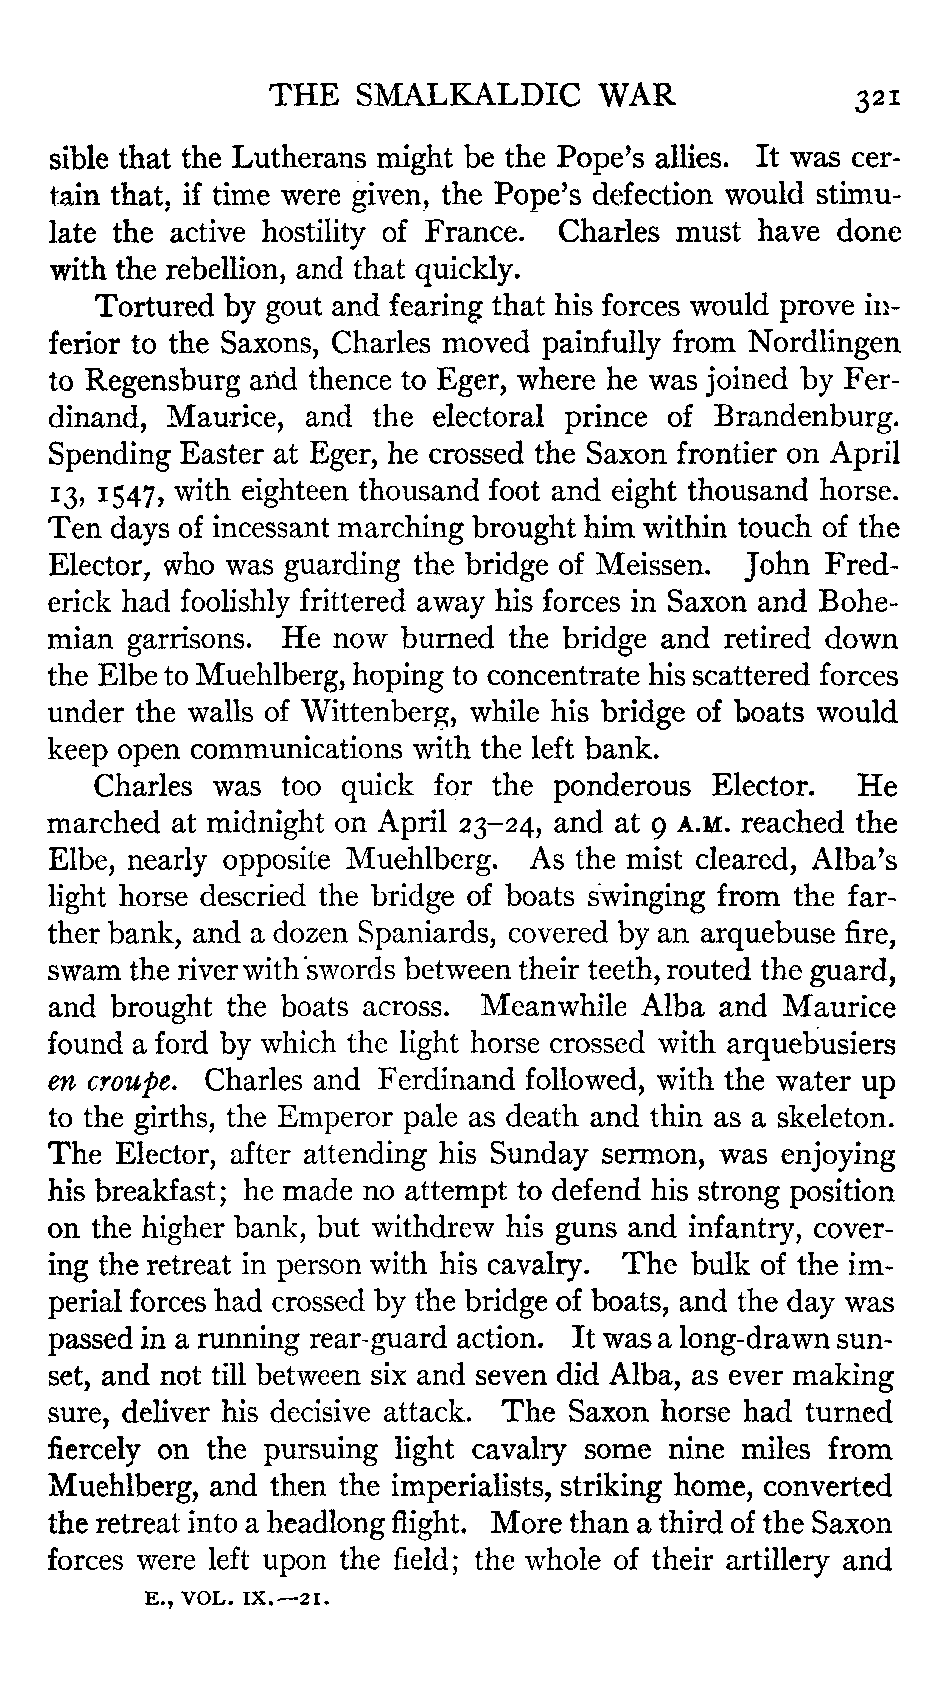 THE SMALKALDIC WAR 321
sible that the Lutherans might be the Pope's allies. It was cer-
tain that, if time were given, the Pope's defection would stimu-
late the active hostility of France. Charles must have done
with the rebellion, and that quickly.
Tortured by gout and fearing that his forces would prove in-
ferior to the Saxons, Charles moved painfully from Nordlingen
to Regensburg and thence to Eger, where he was joined by Fer-
dinand, Maurice, and the electoral prince of Brandenburg.
Spending Easter at Eger, he crossed the Saxon frontier on April
13, 1547, with eighteen thousand foot and eight thousand horse.
Ten days of incessant marching brought him within touch of the
Elector, who was guarding the bridge of Meissen. John Fred-
erick had foolishly frittered away his forces in Saxon and Bohe-
mian garrisons. He now burned the bridge and retired down
the Elbe to Muehlberg, hoping to concentrate his scattered forces
under the walls of Wittenberg, while his bridge of boats would
keep open communications with the left bank.
Charles was too quick for the ponderous Elector. He
marched at midnight on April 23–24, and at 9 A.M. reached the
Elbe, nearly opposite Muehlberg. As the mist cleared, Alba's
light horse descried the bridge of boats swinging from the far-
ther bank, and a dozen Spaniards, covered by an arquebuse fire,
swam the river with swords between their teeth, routed the guard,
and brought the boats across. Meanwhile Alba and Maurice
found a ford by which the light horse crossed with arquebusiers
en croupe. Charles and Ferdinand followed, with the water up
to the girths, the Emperor pale as death and thin as a skeleton.
The Elector, after attending his Sunday sermon, was enjoying
his breakfast; he made no attempt to defend his strong position
on the higher bank, but withdrew his guns and infantry, cover-
ing the retreat in person with his cavalry. The bulk of the im-
perial forces had crossed by the bridge of boats, and the day was
passed in a running rear-guard action. It was a long-drawn sun-
set, and not till between six and seven did Alba, as ever making
sure, deliver his decisive attack. The Saxon horse had turned
fiercely on the pursuing light cavalry some nine miles from
Muehlberg, and then the imperialists, striking home, converted
the retreat into a headlong flight. More than a third of the Saxon
forces were left upon the field; the whole of their artillery and
E., VOL. IX.—21.